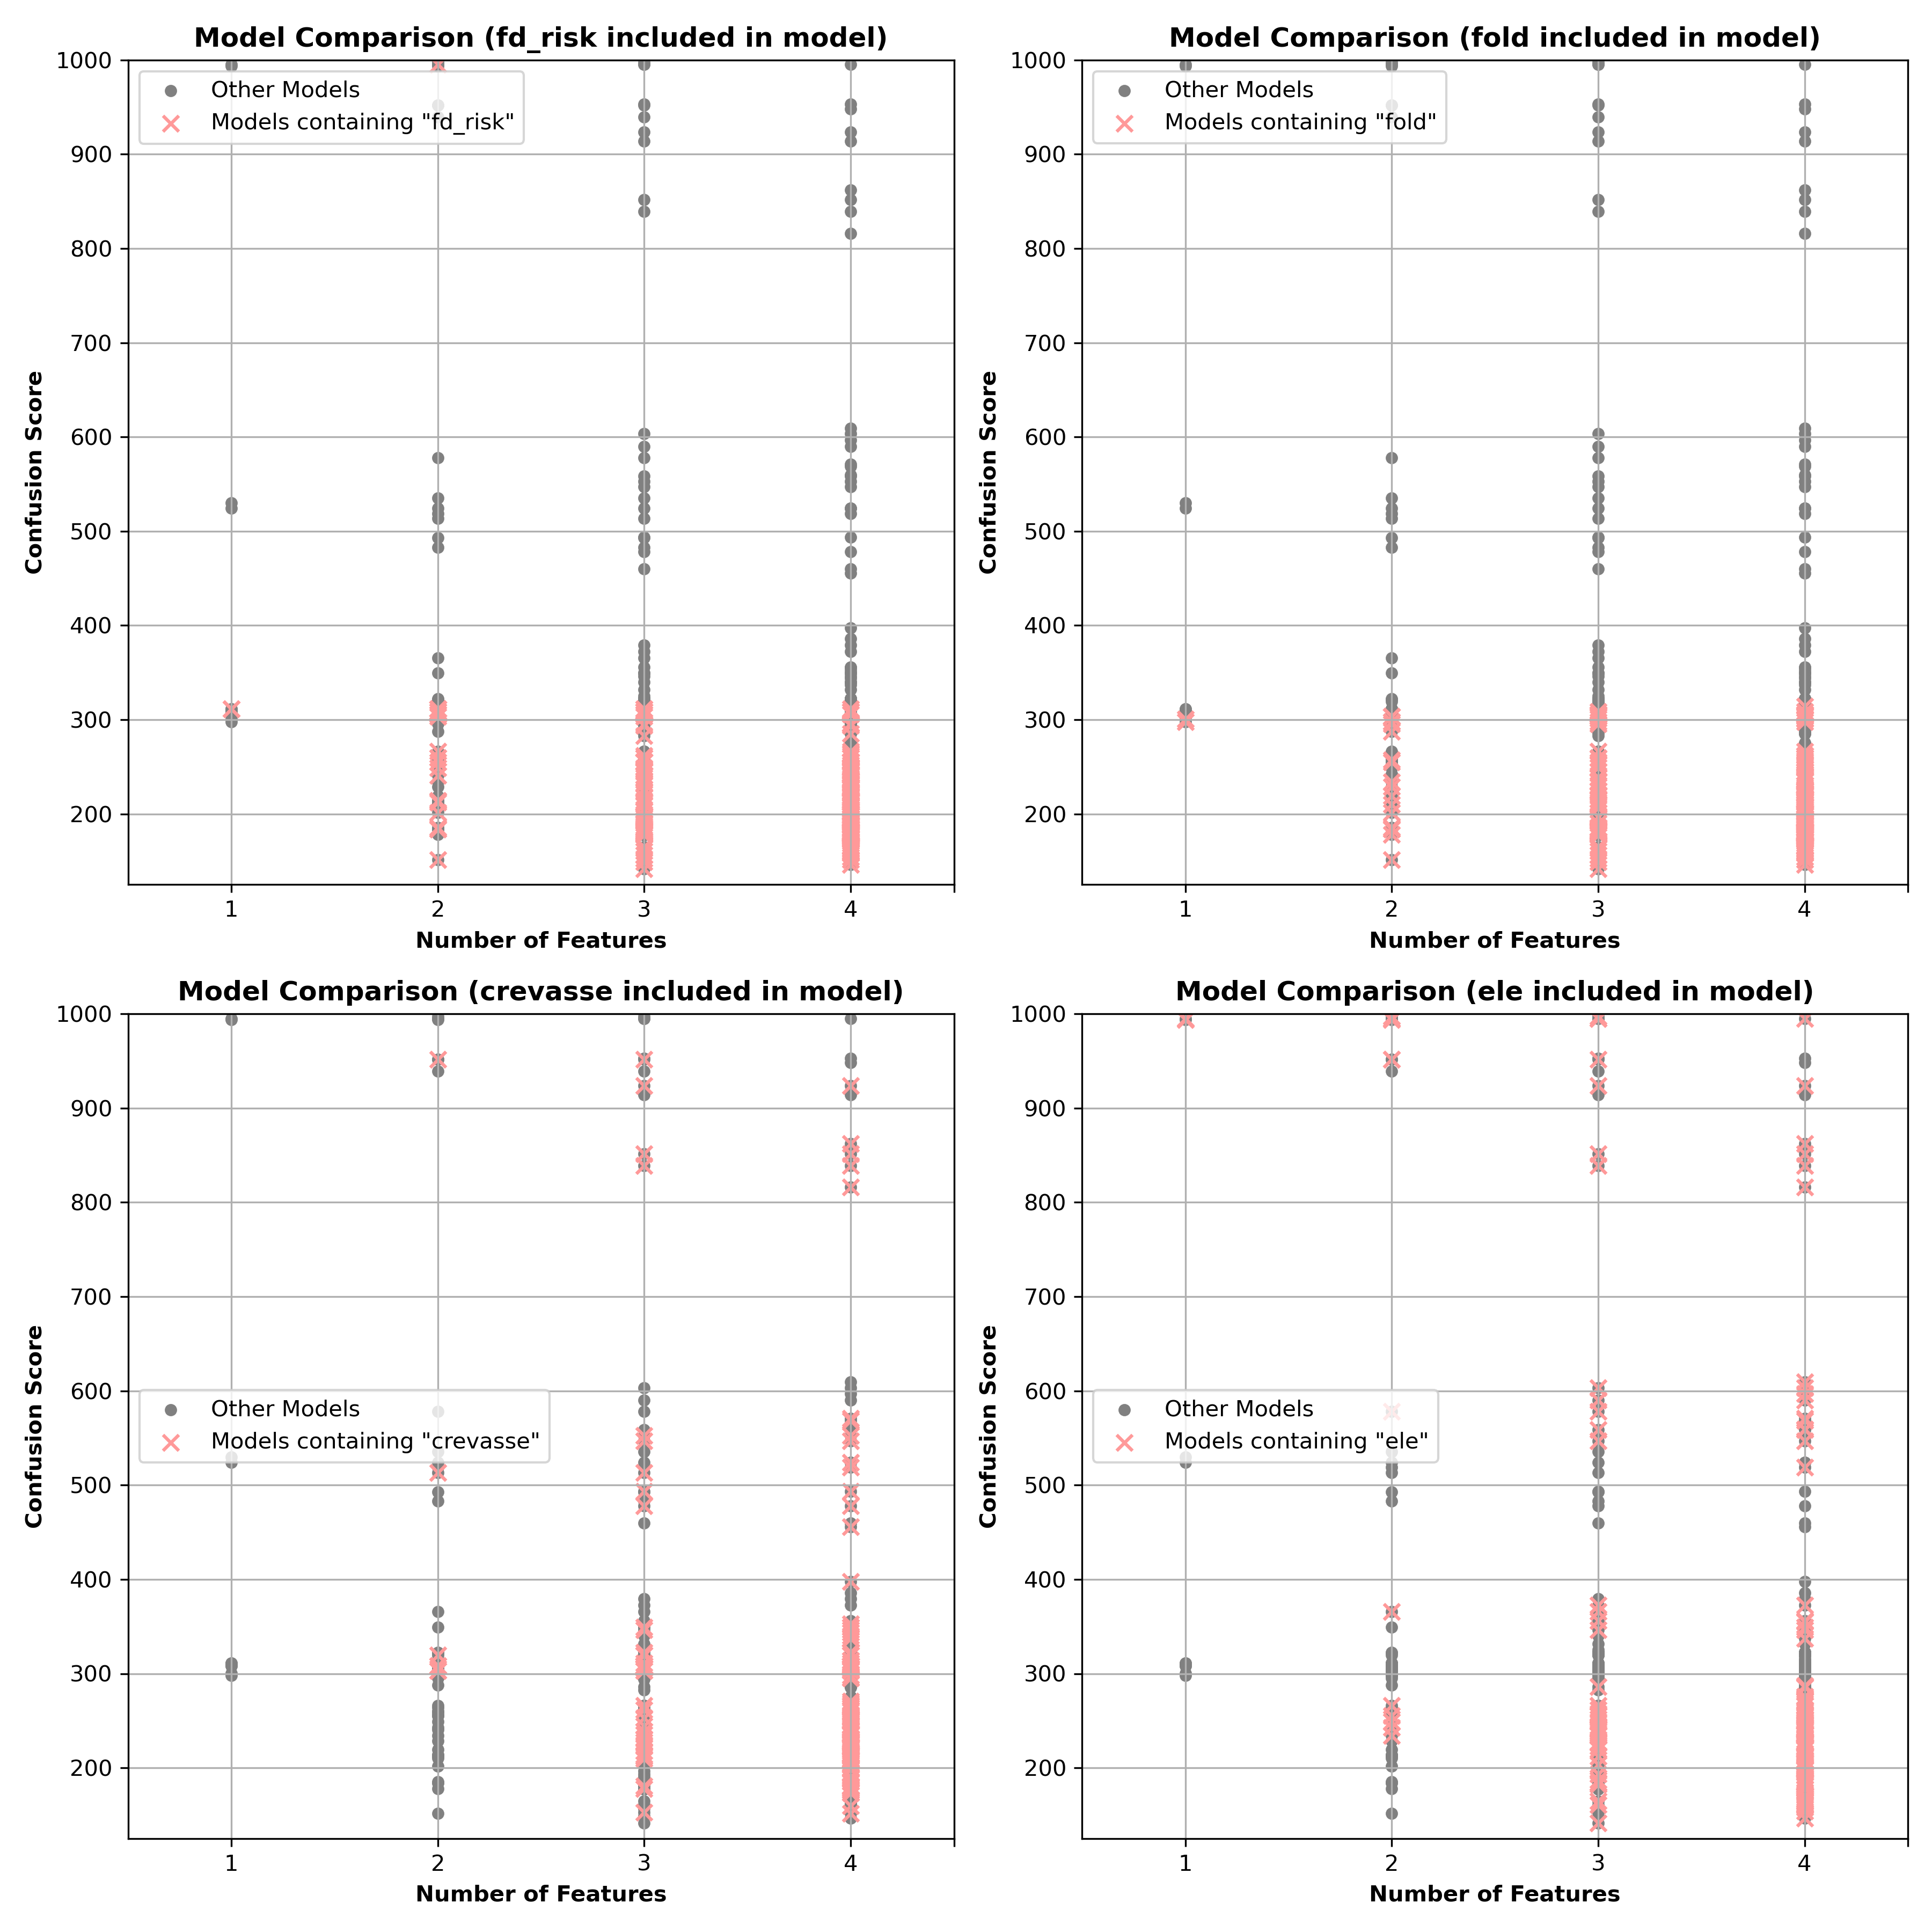 Model Comparison (fd_risk included in model)
1000
900
800
700
600
500
400
300
200
Confusion Score
Other Models
Models containing "fd_risk"
1 2 3 4
Number of Features
Model Comparison (fold included in model)
1000
900
800
700
600
500
400
300
200
Confusion Score
Other Models
Models containing "fold"
1 2 3 4
Number of Features
Model Comparison (crevasse included in model)
1000
900
800
700
600
500
400
300
200
Confusion Score
Other Models
Models containing "crevasse"
1 2 3 4
Number of Features
Model Comparison (ele included in model)
1000
900
800
700
600
500
400
300
200
Confusion Score
Other Models
Models containing "ele"
1 2 3 4
Number of Features